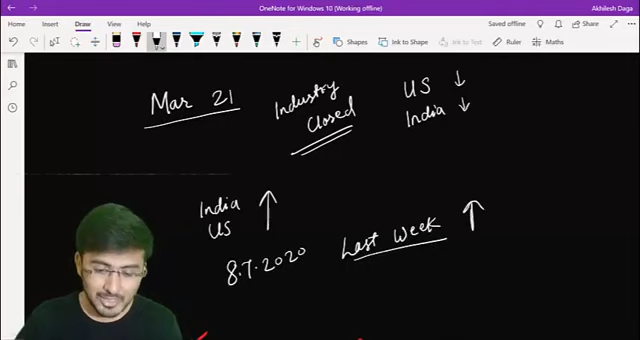 OneNote for Windows 10 (Working offline)
Akhilesh Daga
Home Insert Draw View Help
Saved offline Share
Shapes Ink to Shape Ink to Text Ruler Maths
Mar 21 Industry Closed US ↓
India ↓
India ↑
US
8.7.2020 Last Week ↑